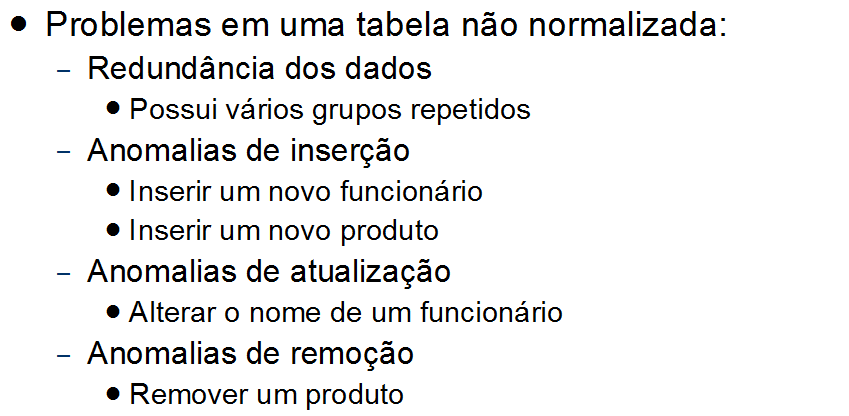 ● Problemas em uma tabela não normalizada:
– Redundância dos dados
● Possui vários grupos repetidos
– Anomalias de inserção
● Inserir um novo funcionário
● Inserir um novo produto
– Anomalias de atualização
● Alterar o nome de um funcionário
– Anomalias de remoção
● Remover um produto